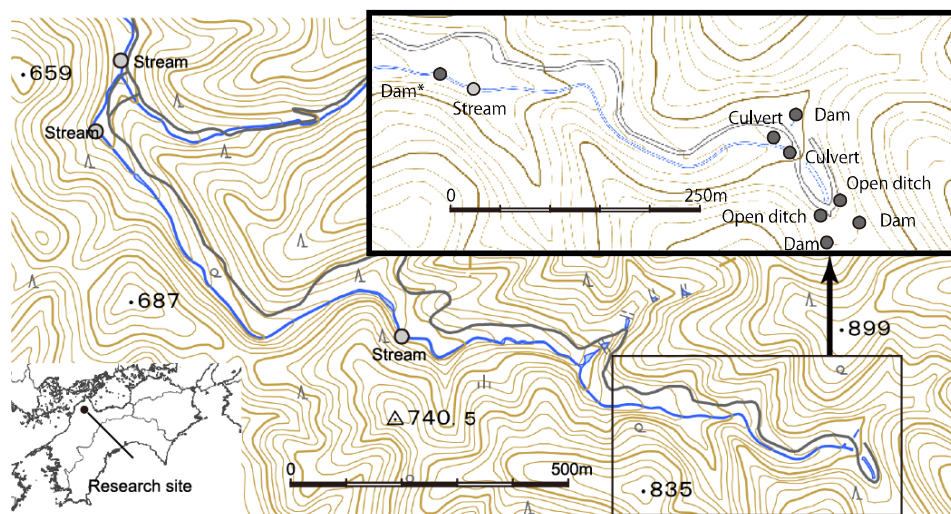 659
Stream
Stream
687
Stream
740.5
899
835
0 500m
Research site
Dam*
Stream
Culvert
Dam
Culvert
0 250m
Open ditch
Open ditch
Dam
Dam